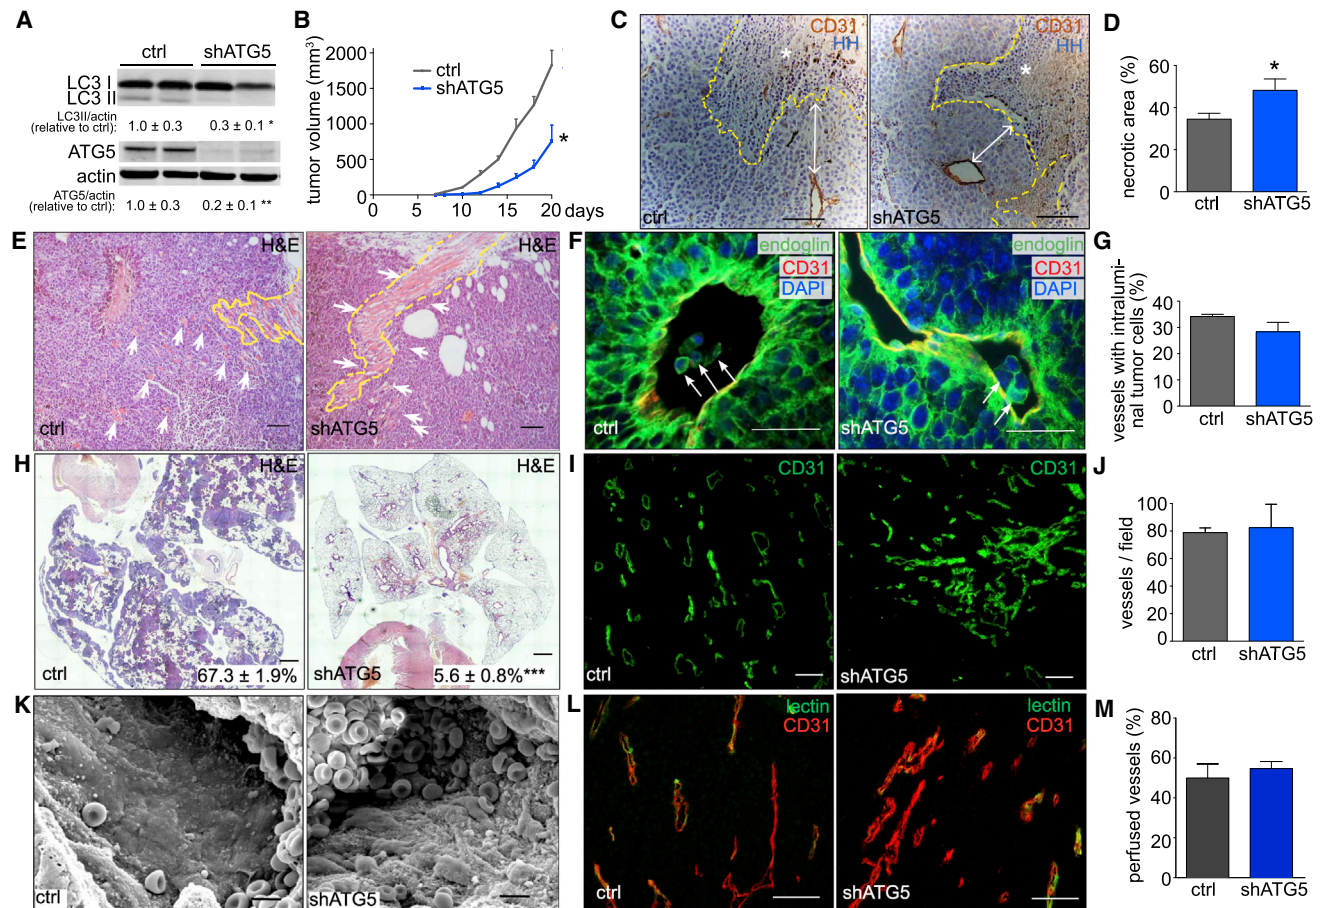 A
ctrl
shATG5
LC3 I
LC3 II
LC3II/actin
(relative to ctrl):
1.0 ± 0.3
0.3 ± 0.1 *
ATG5
actin
ATG5/actin
(relative to ctrl):
1.0 ± 0.3
0.2 ± 0.1 **
B
tumor volume (mm³)
2000
1500
1000
500
0
ctrl
shATG5
*
0
5
10
15
20
days
C
CD31
HH
*
ctrl
CD31
HH
*
shATG5
D
necrotic area (%)
60
40
20
0
*
ctrl
shATG5
E
H&E
ctrl
H&E
shATG5
F
endoglin
CD31
DAPI
ctrl
endoglin
CD31
DAPI
shATG5
G
vessels with intralumi-
nal tumor cells (%)
40
30
20
10
0
ctrl
shATG5
H
H&E
ctrl
67.3 ± 1.9%
H&E
shATG5
5.6 ± 0.8%***
I
CD31
ctrl
CD31
shATG5
J
vessels / field
100
80
60
40
20
0
ctrl
shATG5
K
ctrl
shATG5
L
lectin
CD31
ctrl
lectin
CD31
shATG5
M
perfused vessels (%)
80
60
40
20
0
ctrl
shATG5